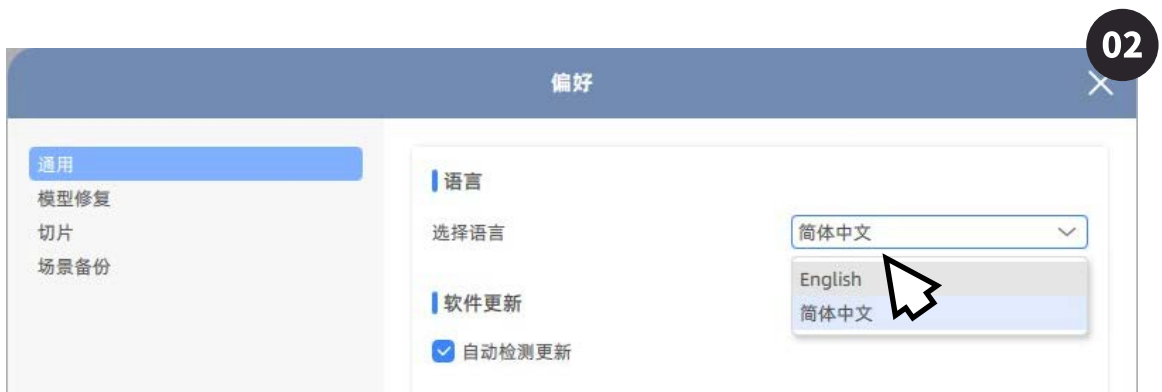 02
偏好
通用
模型修复
切片
场景备份
语言
选择语言
简体中文
English
简体中文
软件更新
自动检测更新